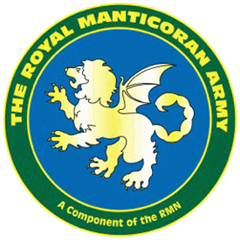 THE ROYAL MANTICORAN ARMY
A Component of the RMN